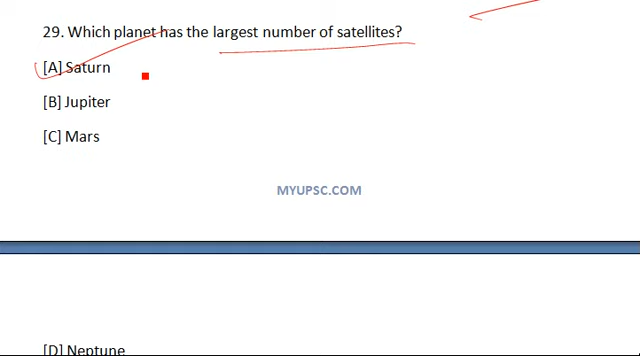 29. Which planet has the largest number of satellites?
[A] Saturn
[B] Jupiter
[C] Mars
MYUPSC.COM
[D] Neptune